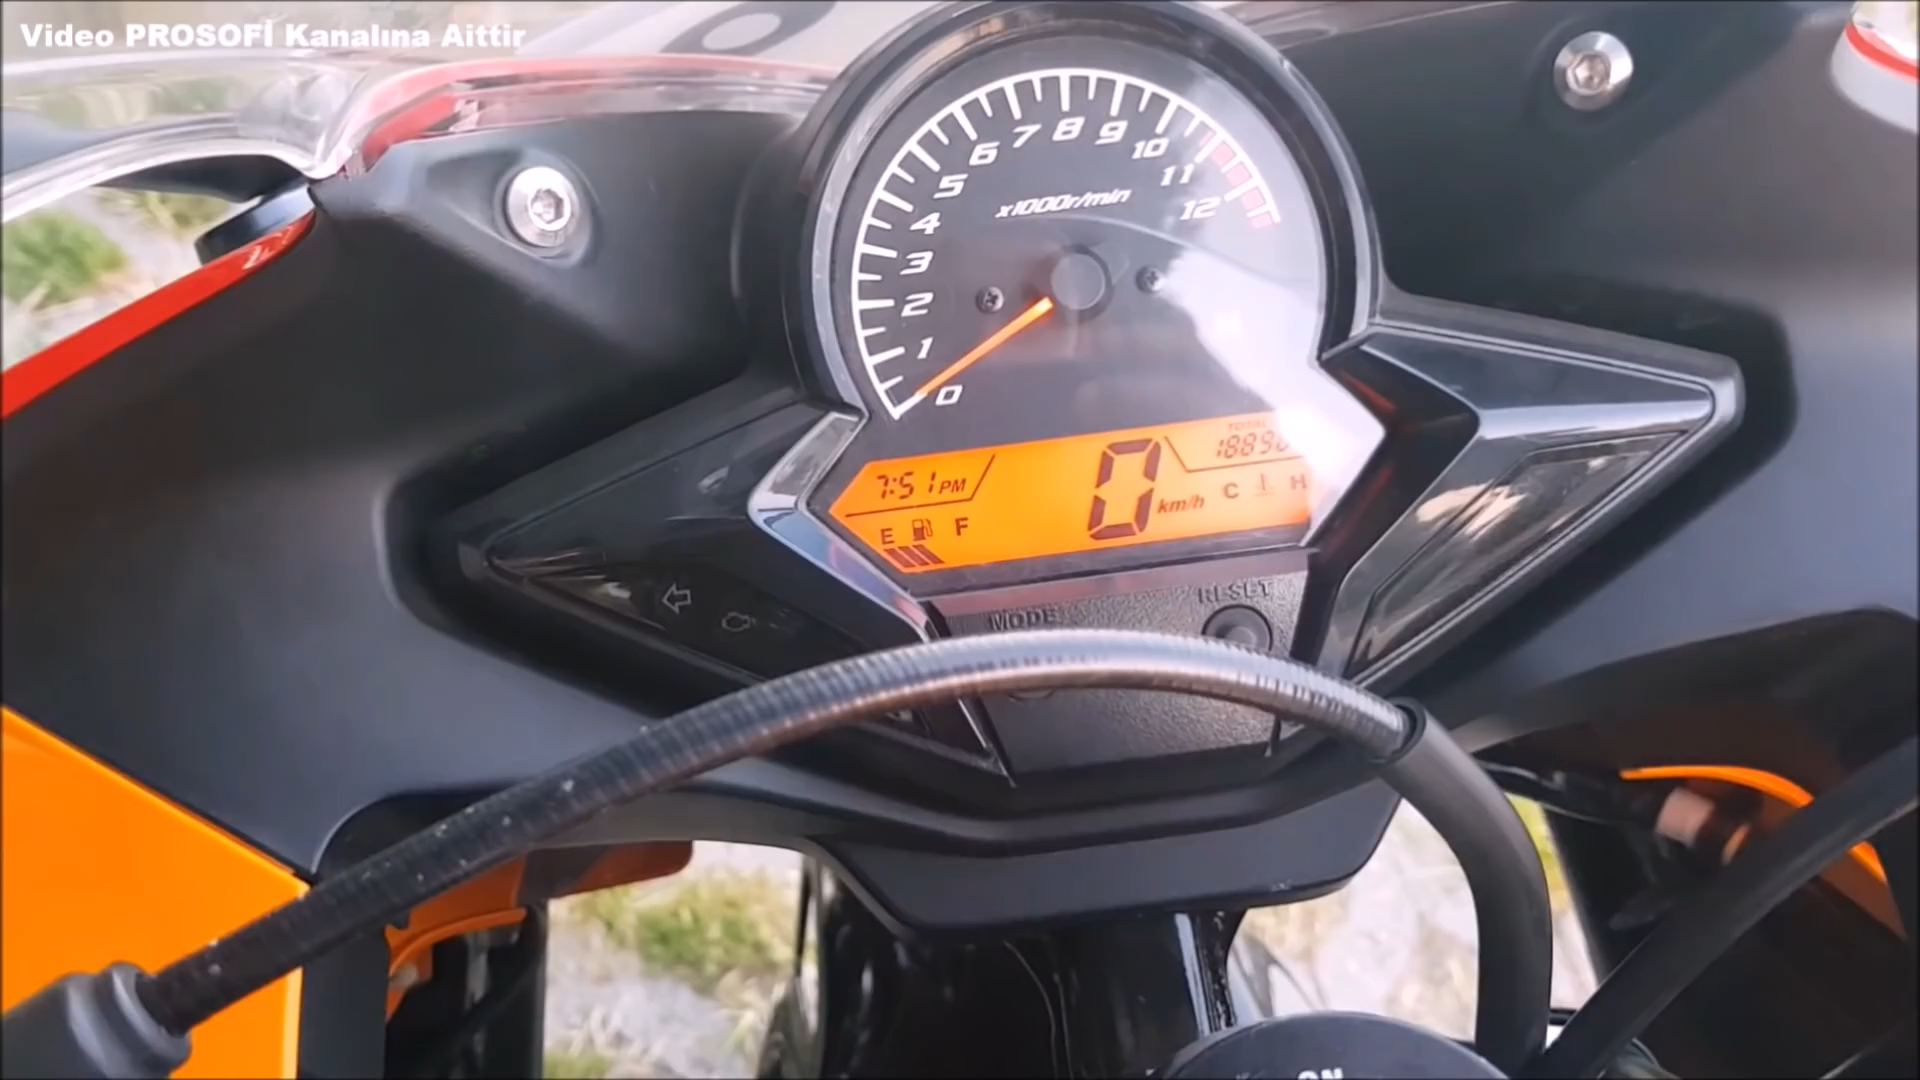 Video PROSOFİ Kanalına Aittir
0 1 2 3 4 5 6 7 8 9 10 11 12
x1000r/min
TOTAL
7:51 PM
0 km/h
C H
E F
RESET
MODE
ON